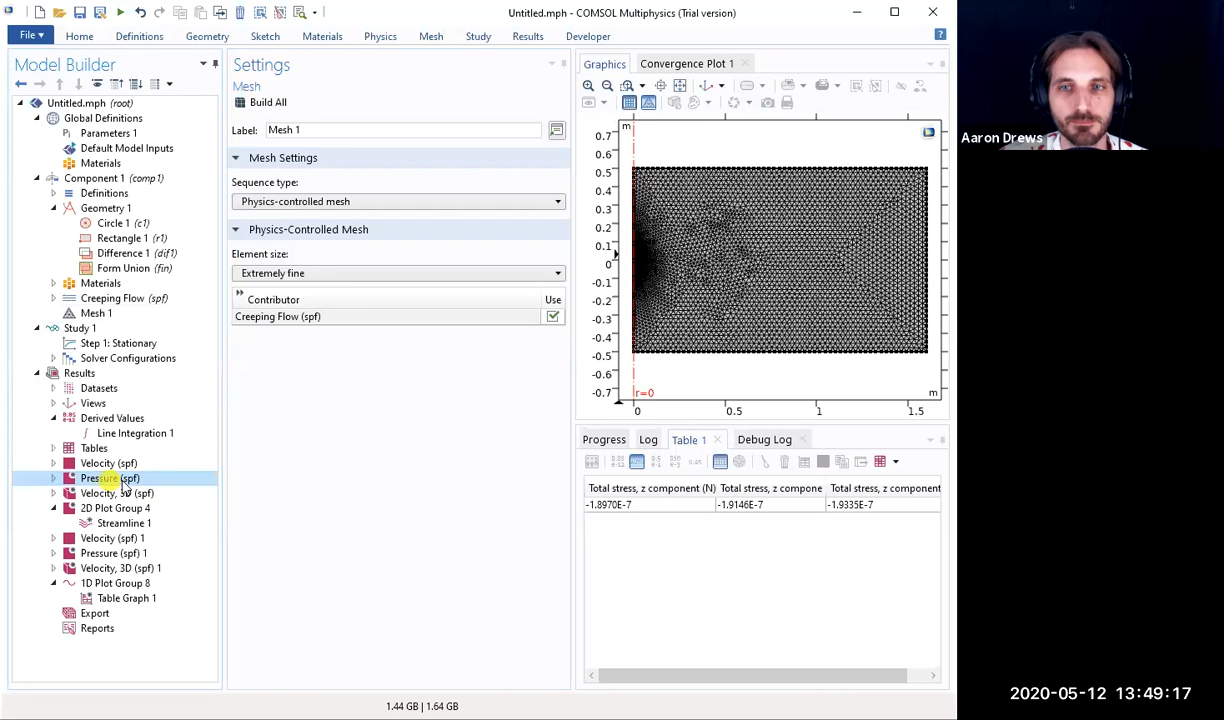 Untitled.mph - COMSOL Multiphysics (Trial version)
File
Home
Definitions
Geometry
Sketch
Materials
Physics
Mesh
Study
Results
Developer
Model Builder
Untitled.mph (root)
Global Definitions
Parameters 1
Default Model Inputs
Materials
Component 1 (comp1)
Definitions
Geometry 1
Circle 1 (c1)
Rectangle 1 (r1)
Difference 1 (dif1)
Form Union (fin)
Materials
Creeping Flow (spf)
Mesh 1
Study 1
Step 1: Stationary
Solver Configurations
Results
Datasets
Views
Derived Values
Line Integration 1
Tables
Velocity (spf)
Pressure (spf)
Velocity, 3D (spf)
2D Plot Group 4
Streamline 1
Velocity (spf) 1
Pressure (spf) 1
Velocity, 3D (spf) 1
1D Plot Group 8
Table Graph 1
Export
Reports
Settings
Mesh
Build All
Label: Mesh 1
Mesh Settings
Sequence type:
Physics-controlled mesh
Physics-Controlled Mesh
Element size:
Extremely fine
Contributor Use
Creeping Flow (spf)
Graphics
Convergence Plot 1
m
0.7
0.6
0.5
0.4
0.3
0.2
0.1
0
-0.1
-0.2
-0.3
-0.4
-0.5
-0.6
-0.7
r=0
m
0 0.5 1 1.5
Progress
Log
Table 1
Debug Log
Total stress, z component (N) Total stress, z compone Total stress, z component
-1.8970E-7 -1.9146E-7 -1.9335E-7
1.44 GB | 1.64 GB
Aaron Drews
2020-05-12 13:49:17